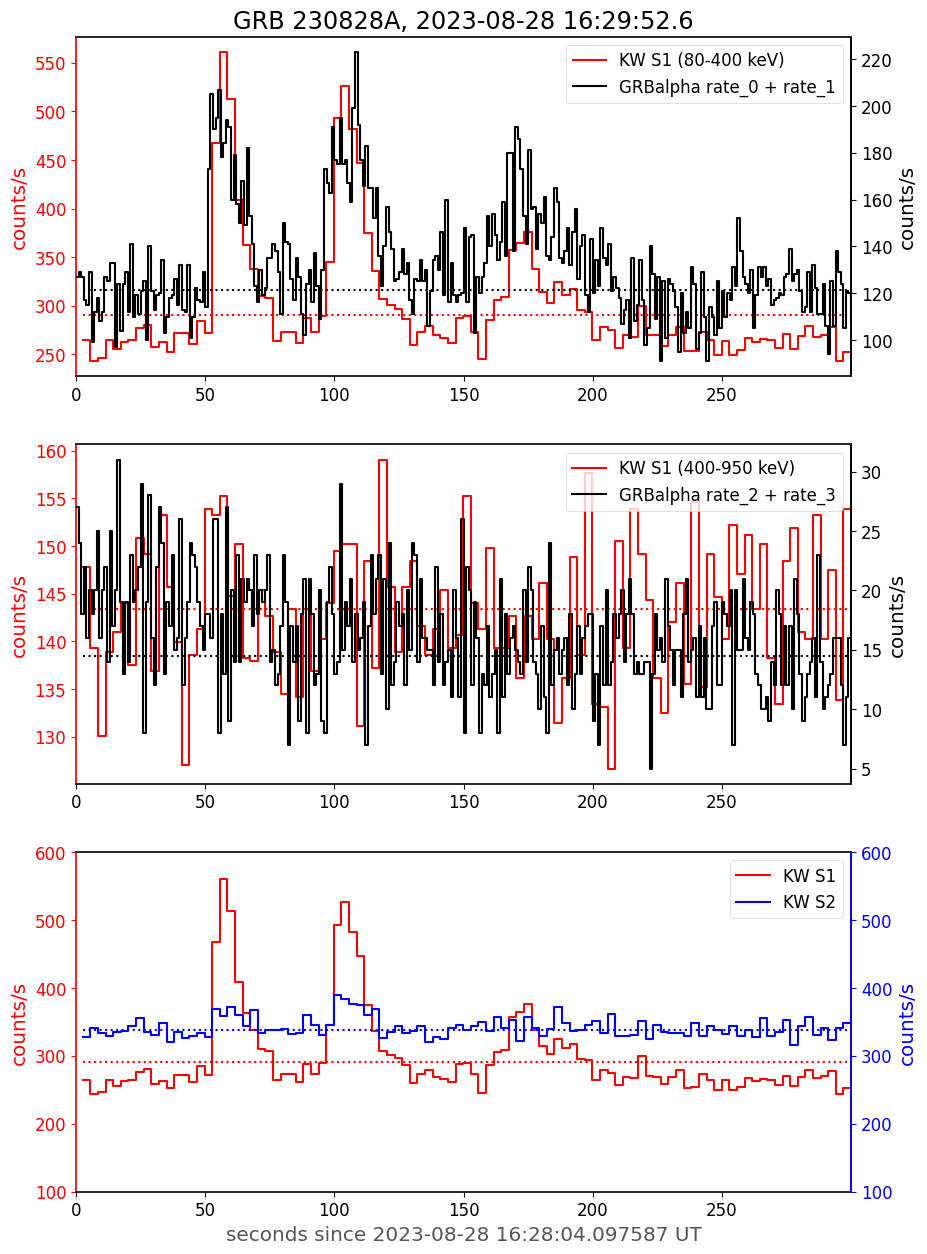 GRB 230828A, 2023-08-28 16:29:52.6
KW S1 (80-400 keV)
GRBalpha rate_0 + rate_1
counts/s
counts/s
550
500
450
400
350
300
250
220
200
180
160
140
120
100
0 50 100 150 200 250
KW S1 (400-950 keV)
GRBalpha rate_2 + rate_3
counts/s
counts/s
160
155
150
145
140
135
130
30
25
20
15
10
5
0 50 100 150 200 250
KW S1
KW S2
counts/s
counts/s
600
500
400
300
200
100
600
500
400
300
200
100
0 50 100 150 200 250
seconds since 2023-08-28 16:28:04.097587 UT